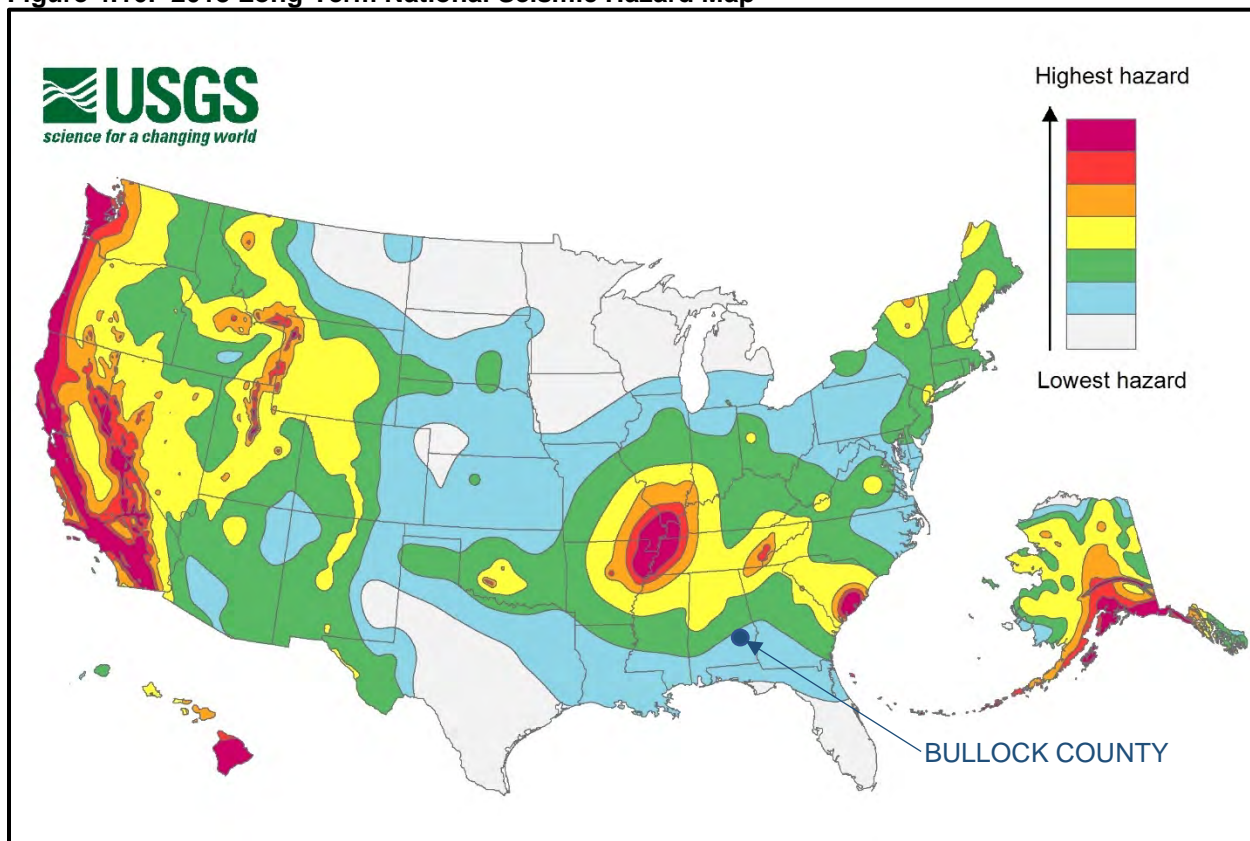 USGS
science for a changing world
Highest hazard
Lowest hazard
BULLOCK COUNTY